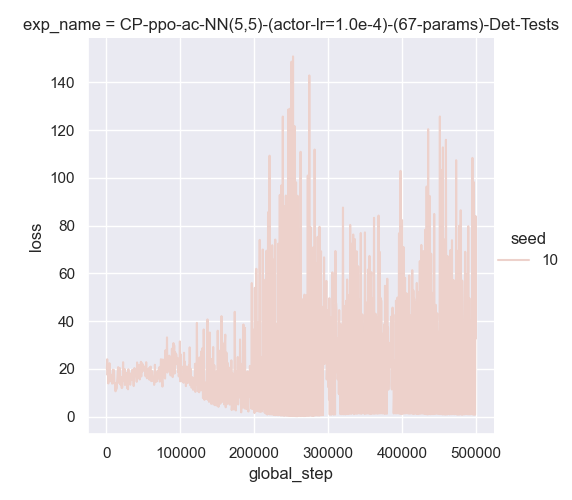 exp_name = CP-ppo-ac-NN(5,5)-(actor-lr=1.0e-4)-(67-params)-Det-Tests
140
120
100
80
60
40
20
0
loss
seed
10
0 100000 200000 300000 400000 500000
global_step